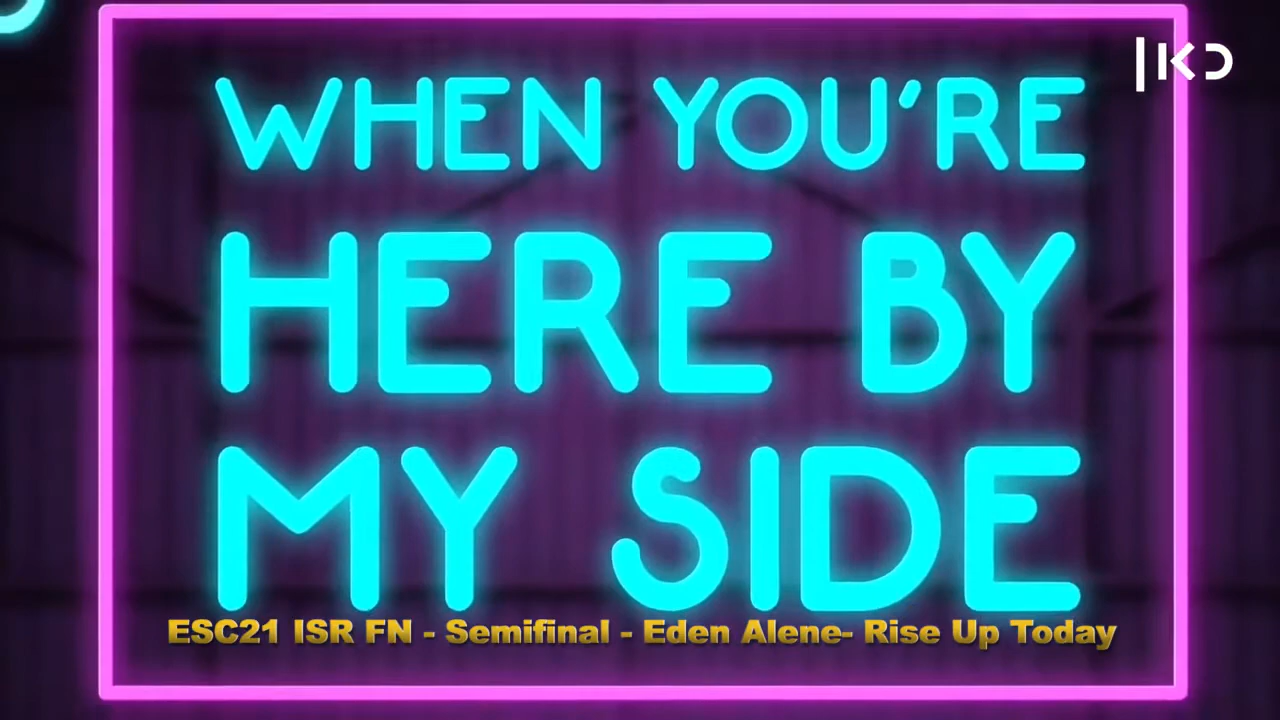 WHEN YOU'RE
HERE BY
MY SIDE
ESC21 ISR FN - Semifinal - Eden Alene- Rise Up Today